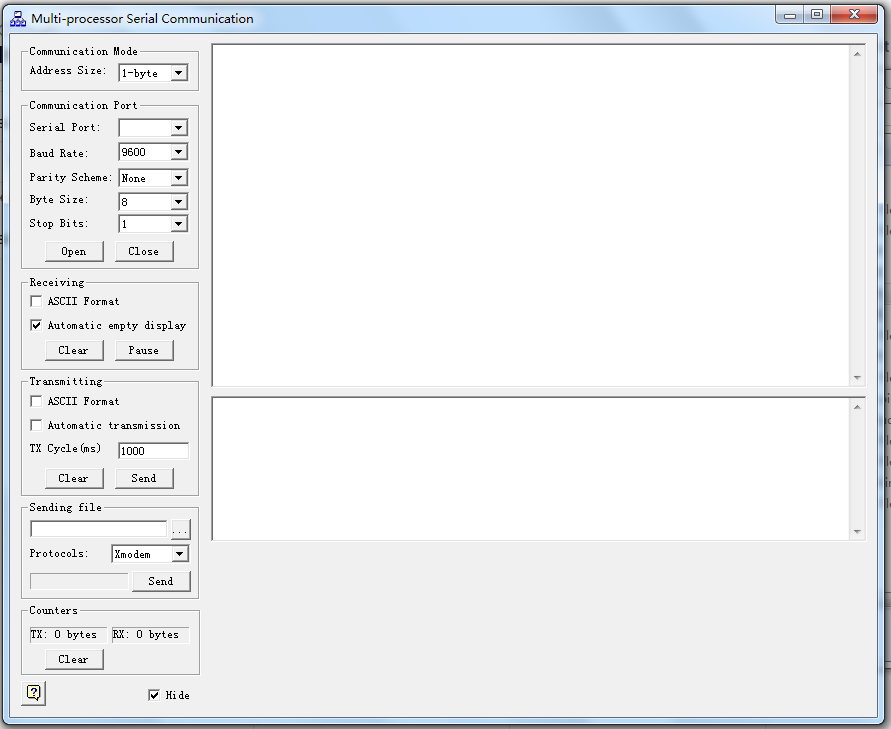 Multi-processor Serial Communication
Communication Mode
Address Size: 1-byte
Communication Port
Serial Port:
Baud Rate: 9600
Parity Scheme: None
Byte Size: 8
Stop Bits: 1
Open Close
Receiving
ASCII Format
Automatic empty display
Clear Pause
Transmitting
ASCII Format
Automatic transmission
TX Cycle(ms) 1000
Clear Send
Sending file
...
Protocols: Xmodem
Send
Counters
TX: 0 bytes RX: 0 bytes
Clear
? Hide